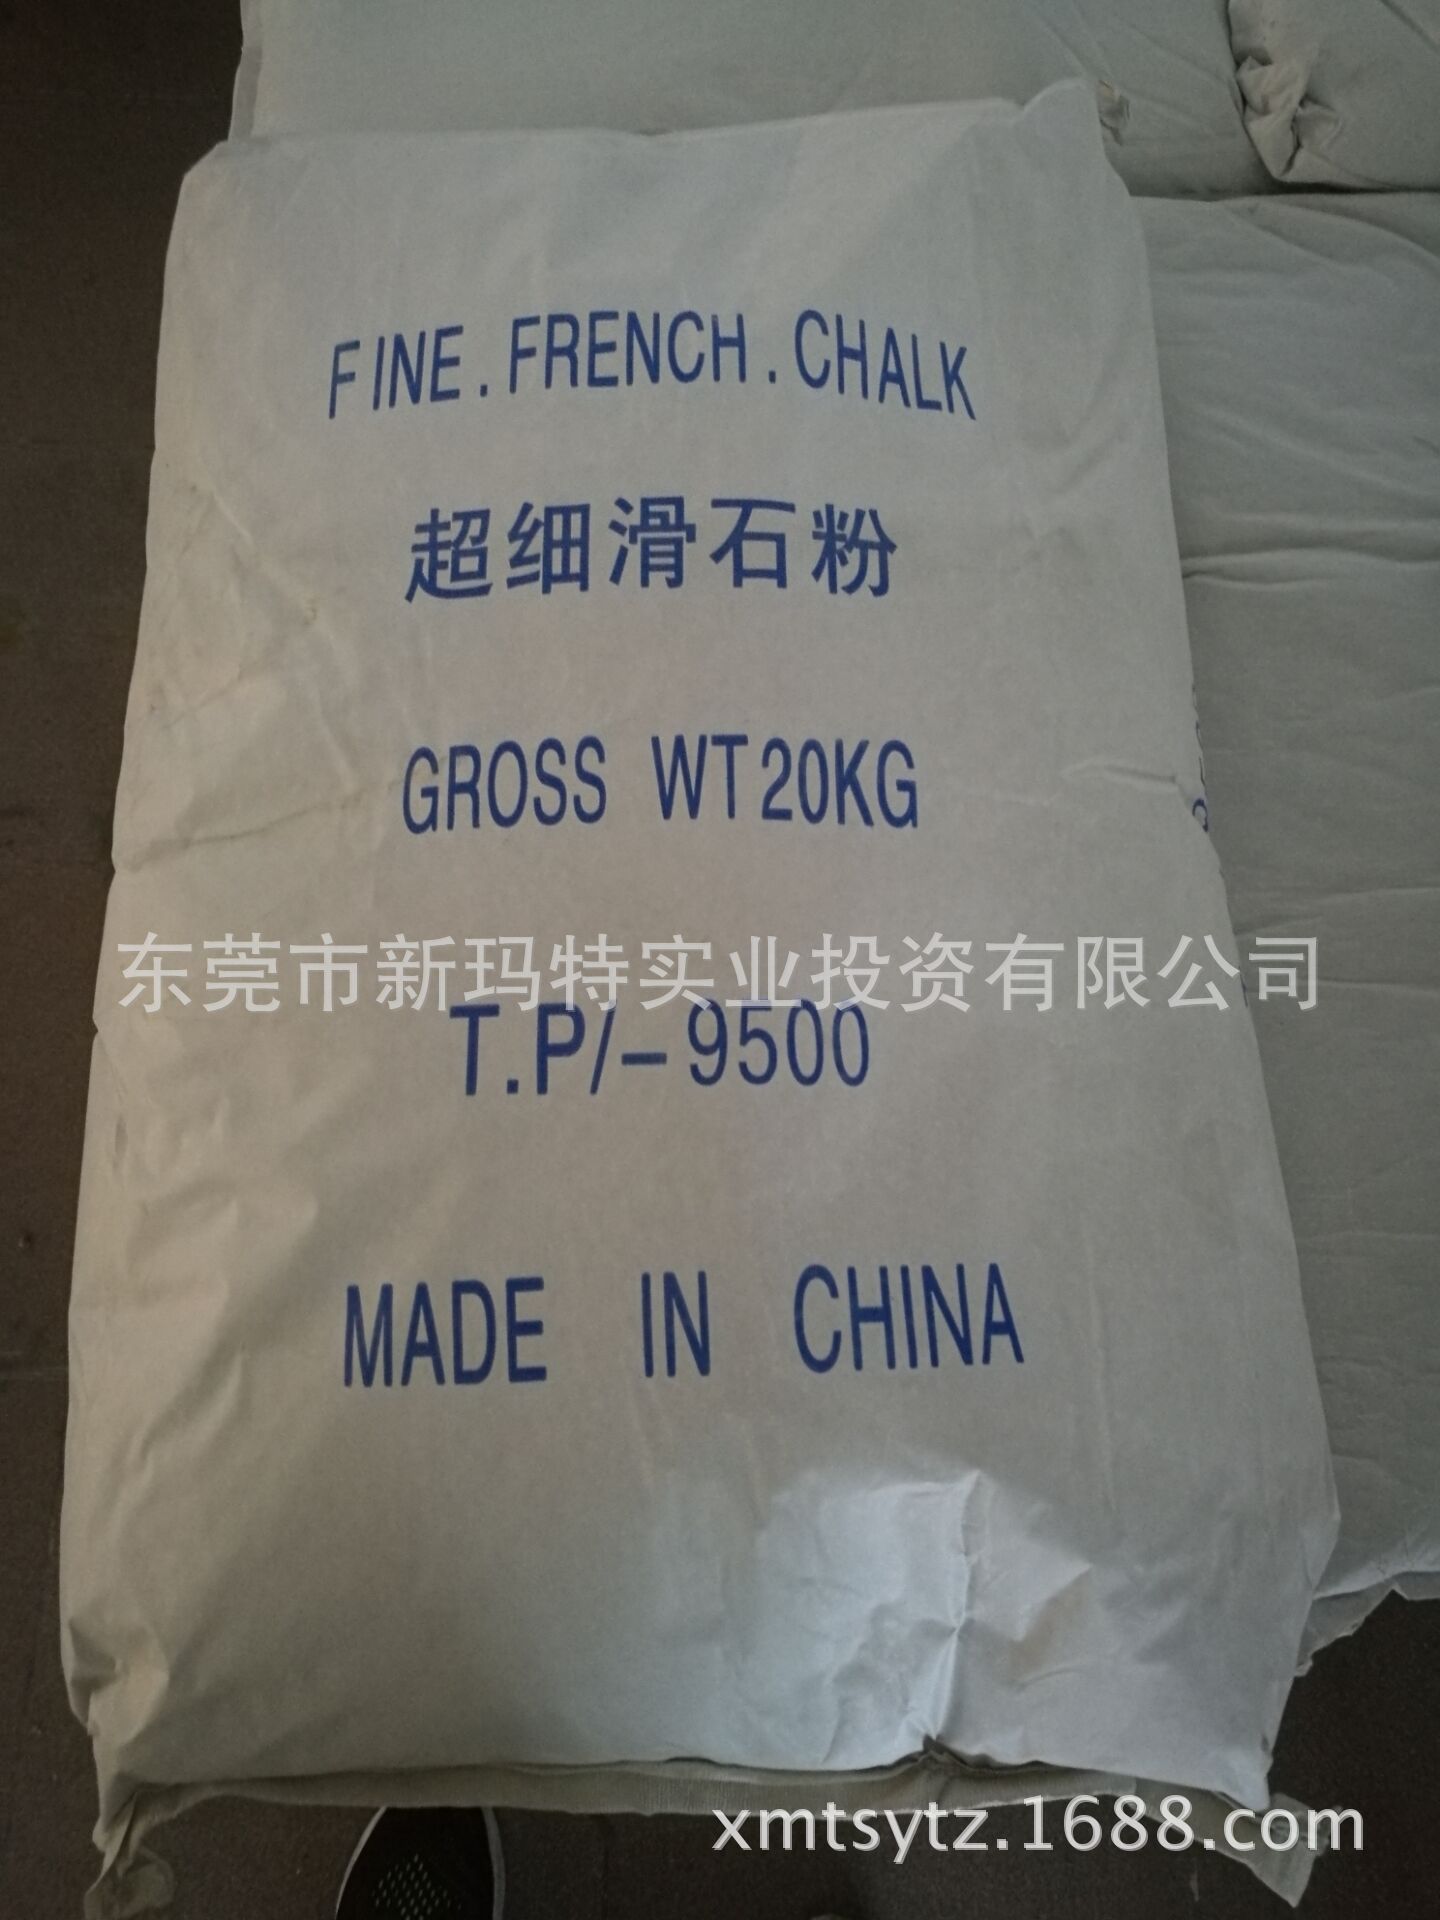 FINE.FRENCH.CHALK
超细滑石粉
GROSS WT20KG
东莞市新玛特实业投资有限公司
T.P/-9500
MADE IN CHINA
xmtsytz.1688.com